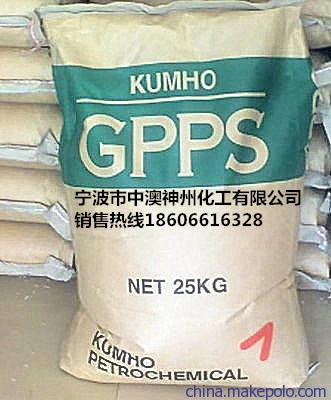 KUMHO
GPPS
宁波市中澳神州化工有限公司
销售热线18606616328
NET 25KG
KUMHO
PETROCHEMICAL
1
china.makepolo.com